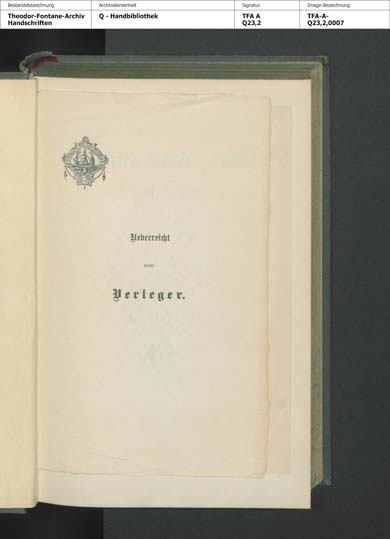 Bestandsbezeichnung
Archivalieneinheit
Signatur
Image-Bezeichnung
Theodor-Fontane-Archiv
Handschriften
Q - Handbibliothek
TFA A
Q23,2
TFA-A-
Q23,2,0007
Ueberreicht
vom
Verleger.